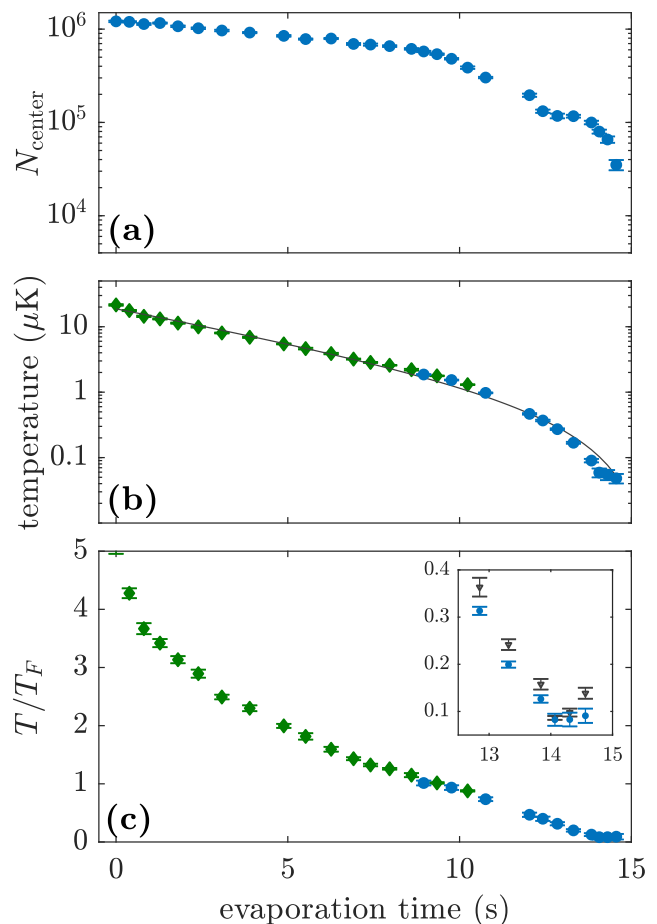 10^6
10^5
10^4
N_center
(a)
10
1
0.1
temperature (μK)
(b)
5
4
3
2
1
0
T/T_F
(c)
0.4
0.3
0.2
0.1
13 14 15
0 5 10 15
evaporation time (s)